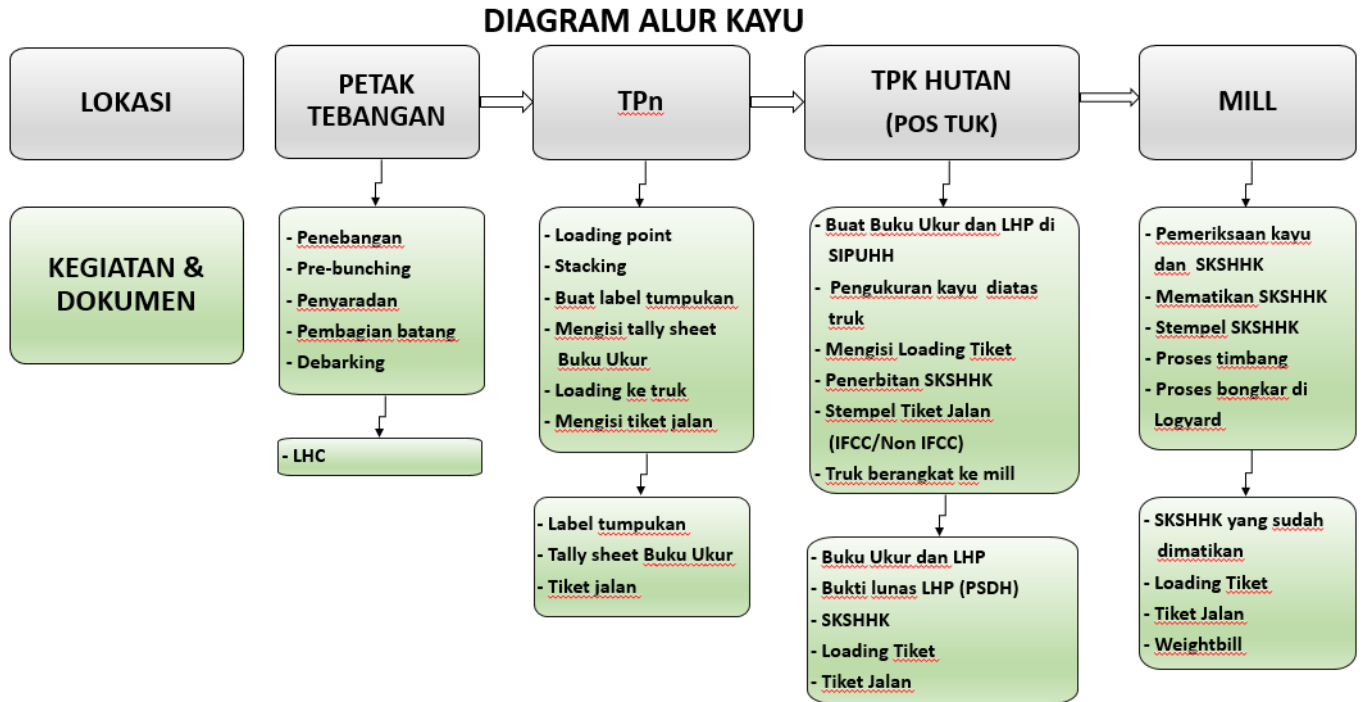 DIAGRAM ALUR KAYU
LOKASI
PETAK
TEBANGAN
TPn
TPK HUTAN
(POS TUK)
MILL
KEGIATAN &
DOKUMEN
- Penebangan
- Pre-bunching
- Penyaradan
- Pembagian batang
- Debarking
- LHC
- Loading point
- Stacking
- Buat label tumpukan
- Mengisi tally sheet
Buku Ukur
- Loading ke truk
- Mengisi tiket jalan
- Label tumpukan
- Tally sheet Buku Ukur
- Tiket jalan
- Buat Buku Ukur dan LHP di
SIPUHH
- Pengukuran kayu diatas
truk
- Mengisi Loading Tiket
- Penerbitan SKSHHK
- Stempel Tiket Jalan
(IFCC/Non IFCC)
- Truk berangkat ke mill
- Buku Ukur dan LHP
- Bukti lunas LHP (PSDH)
- SKSHHK
- Loading Tiket
- Tiket Jalan
- Pemeriksaan kayu
dan SKSHHK
- Mematikan SKSHHK
- Stempel SKSHHK
- Proses timbang
- Proses bongkar di
Logyard
- SKSHHK yang sudah
dimatikan
- Loading Tiket
- Tiket Jalan
- Weightbill